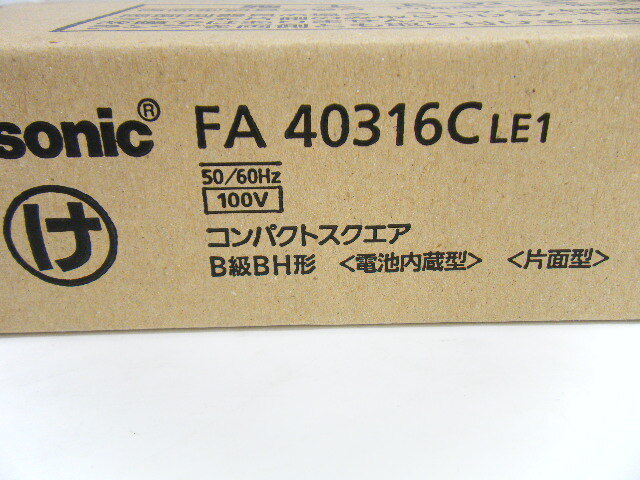 sonic® FA 40316C LE1
50/60Hz
100V
け
コンパクトスクエア
B級BH形 <電池内蔵型> <片面型>